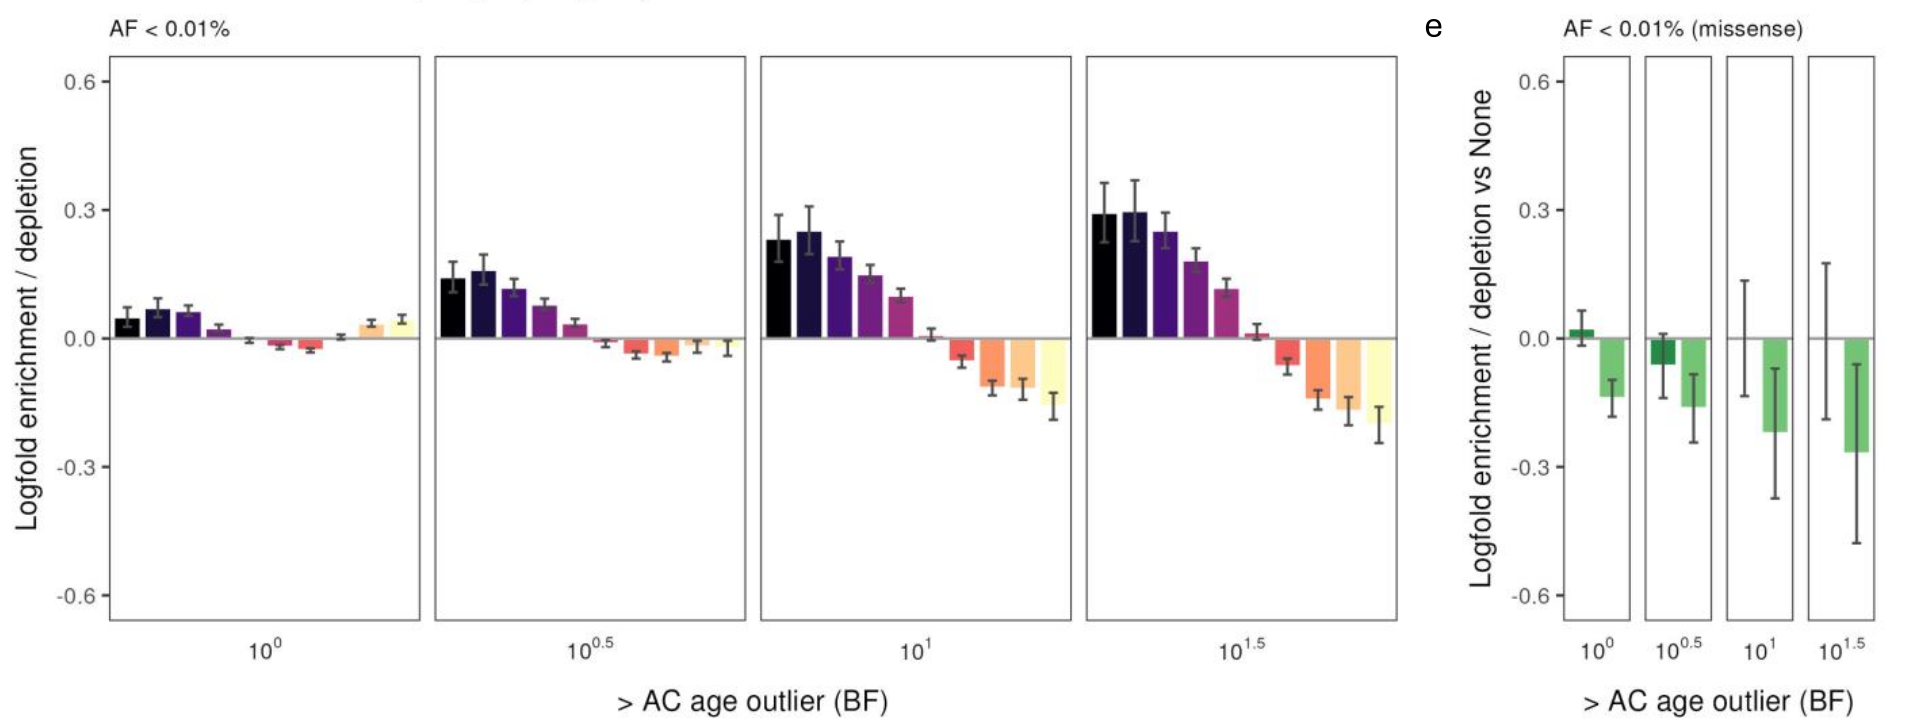 AF < 0.01%
Logfold enrichment / depletion
0.6
0.3
0.0
-0.3
-0.6
10^0
10^0.5
10^1
10^1.5
> AC age outlier (BF)
e
AF < 0.01% (missense)
Logfold enrichment / depletion vs None
0.6
0.3
0.0
-0.3
-0.6
10^0
10^0.5
10^1
10^1.5
> AC age outlier (BF)